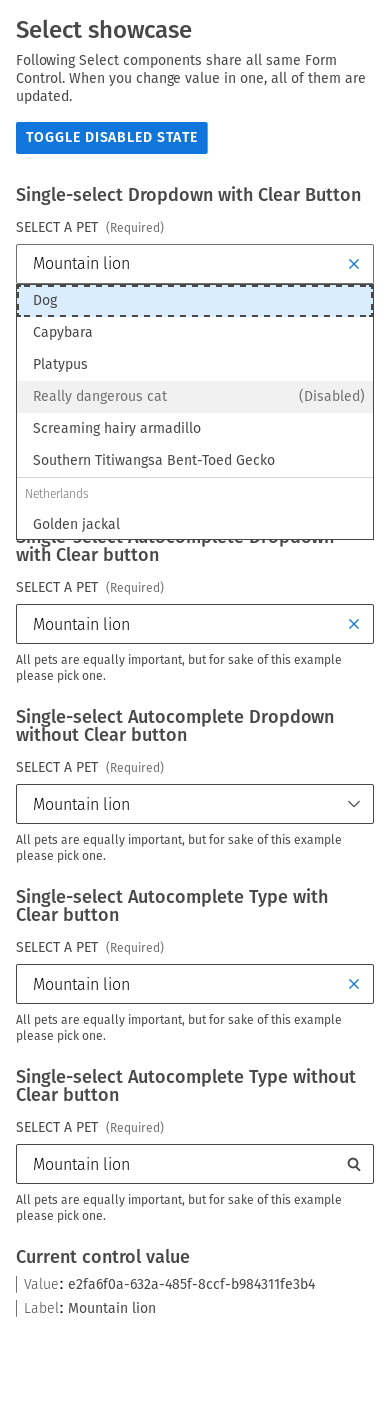 Select showcase
Following Select components share all same Form
Control. When you change value in one, all of them are
updated.
TOGGLE DISABLED STATE
Single-select Dropdown with Clear Button
SELECT A PET (Required)
Mountain lion
Dog
Capybara
Platypus
Really dangerous cat (Disabled)
Screaming hairy armadillo
Southern Titiwangsa Bent-Toed Gecko
Netherlands
Golden jackal
Single-select Autocomplete Dropdown
with Clear button
SELECT A PET (Required)
Mountain lion
All pets are equally important, but for sake of this example
please pick one.
Single-select Autocomplete Dropdown
without Clear button
SELECT A PET (Required)
Mountain lion
All pets are equally important, but for sake of this example
please pick one.
Single-select Autocomplete Type with
Clear button
SELECT A PET (Required)
Mountain lion
All pets are equally important, but for sake of this example
please pick one.
Single-select Autocomplete Type without
Clear button
SELECT A PET (Required)
Mountain lion
All pets are equally important, but for sake of this example
please pick one.
Current control value
Value: e2fa6f0a-632a-485f-8ccf-b984311fe3b4
Label: Mountain lion